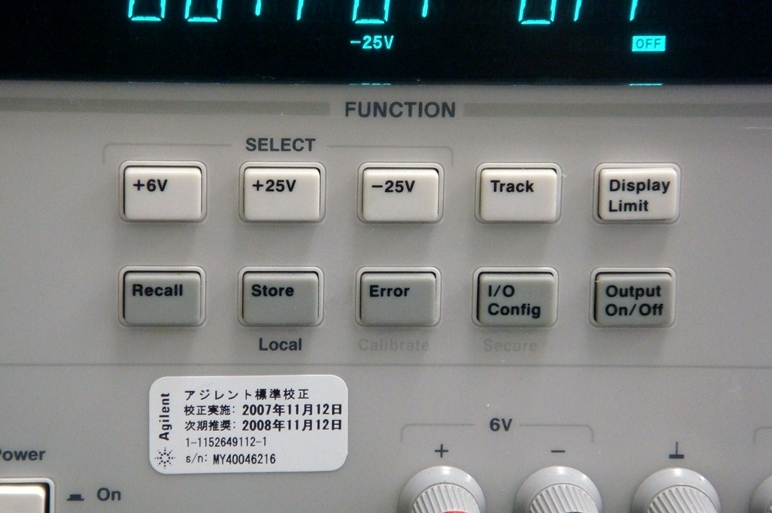 -25V
OFF
FUNCTION
SELECT
+6V
+25V
-25V
Track
Display
Limit
Recall
Store
Error
I/O
Config
Output
On/Off
Local
Calibrate
Secure
Agilent
アジレント標準校正
校正実施: 2007年11月12日
次期推奨: 2008年11月12日
1-1152649112-1
s/n: MY40046216
6V
+
-
Power
On